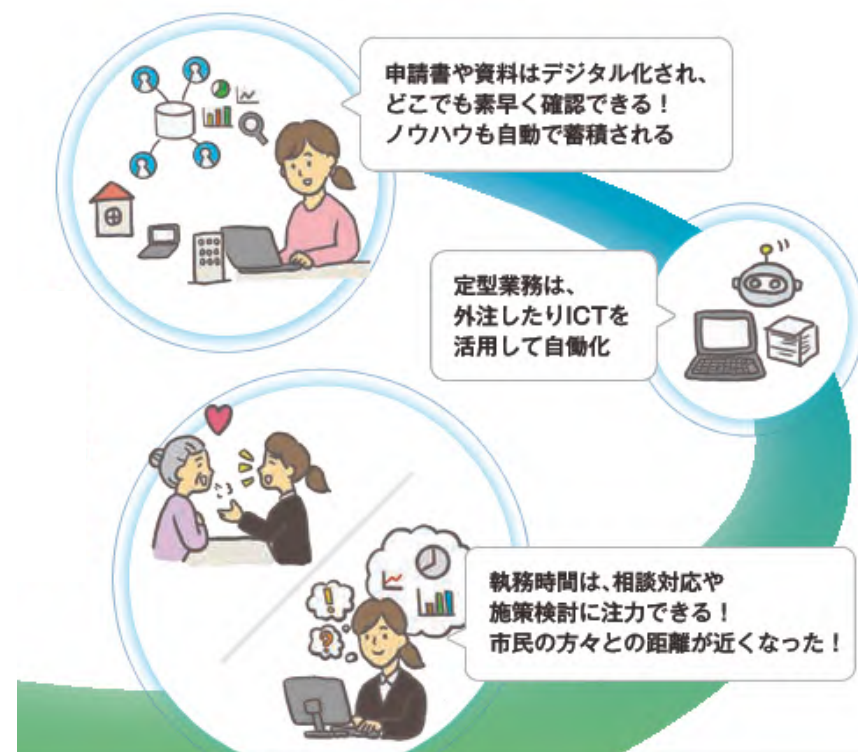 申請書や資料はデジタル化され、
どこでも素早く確認できる！
ノウハウも自動で蓄積される
定型業務は、
外注したりICTを
活用して自働化
執務時間は、相談対応や
施策検討に注力できる！
市民の方々との距離が近くなった！